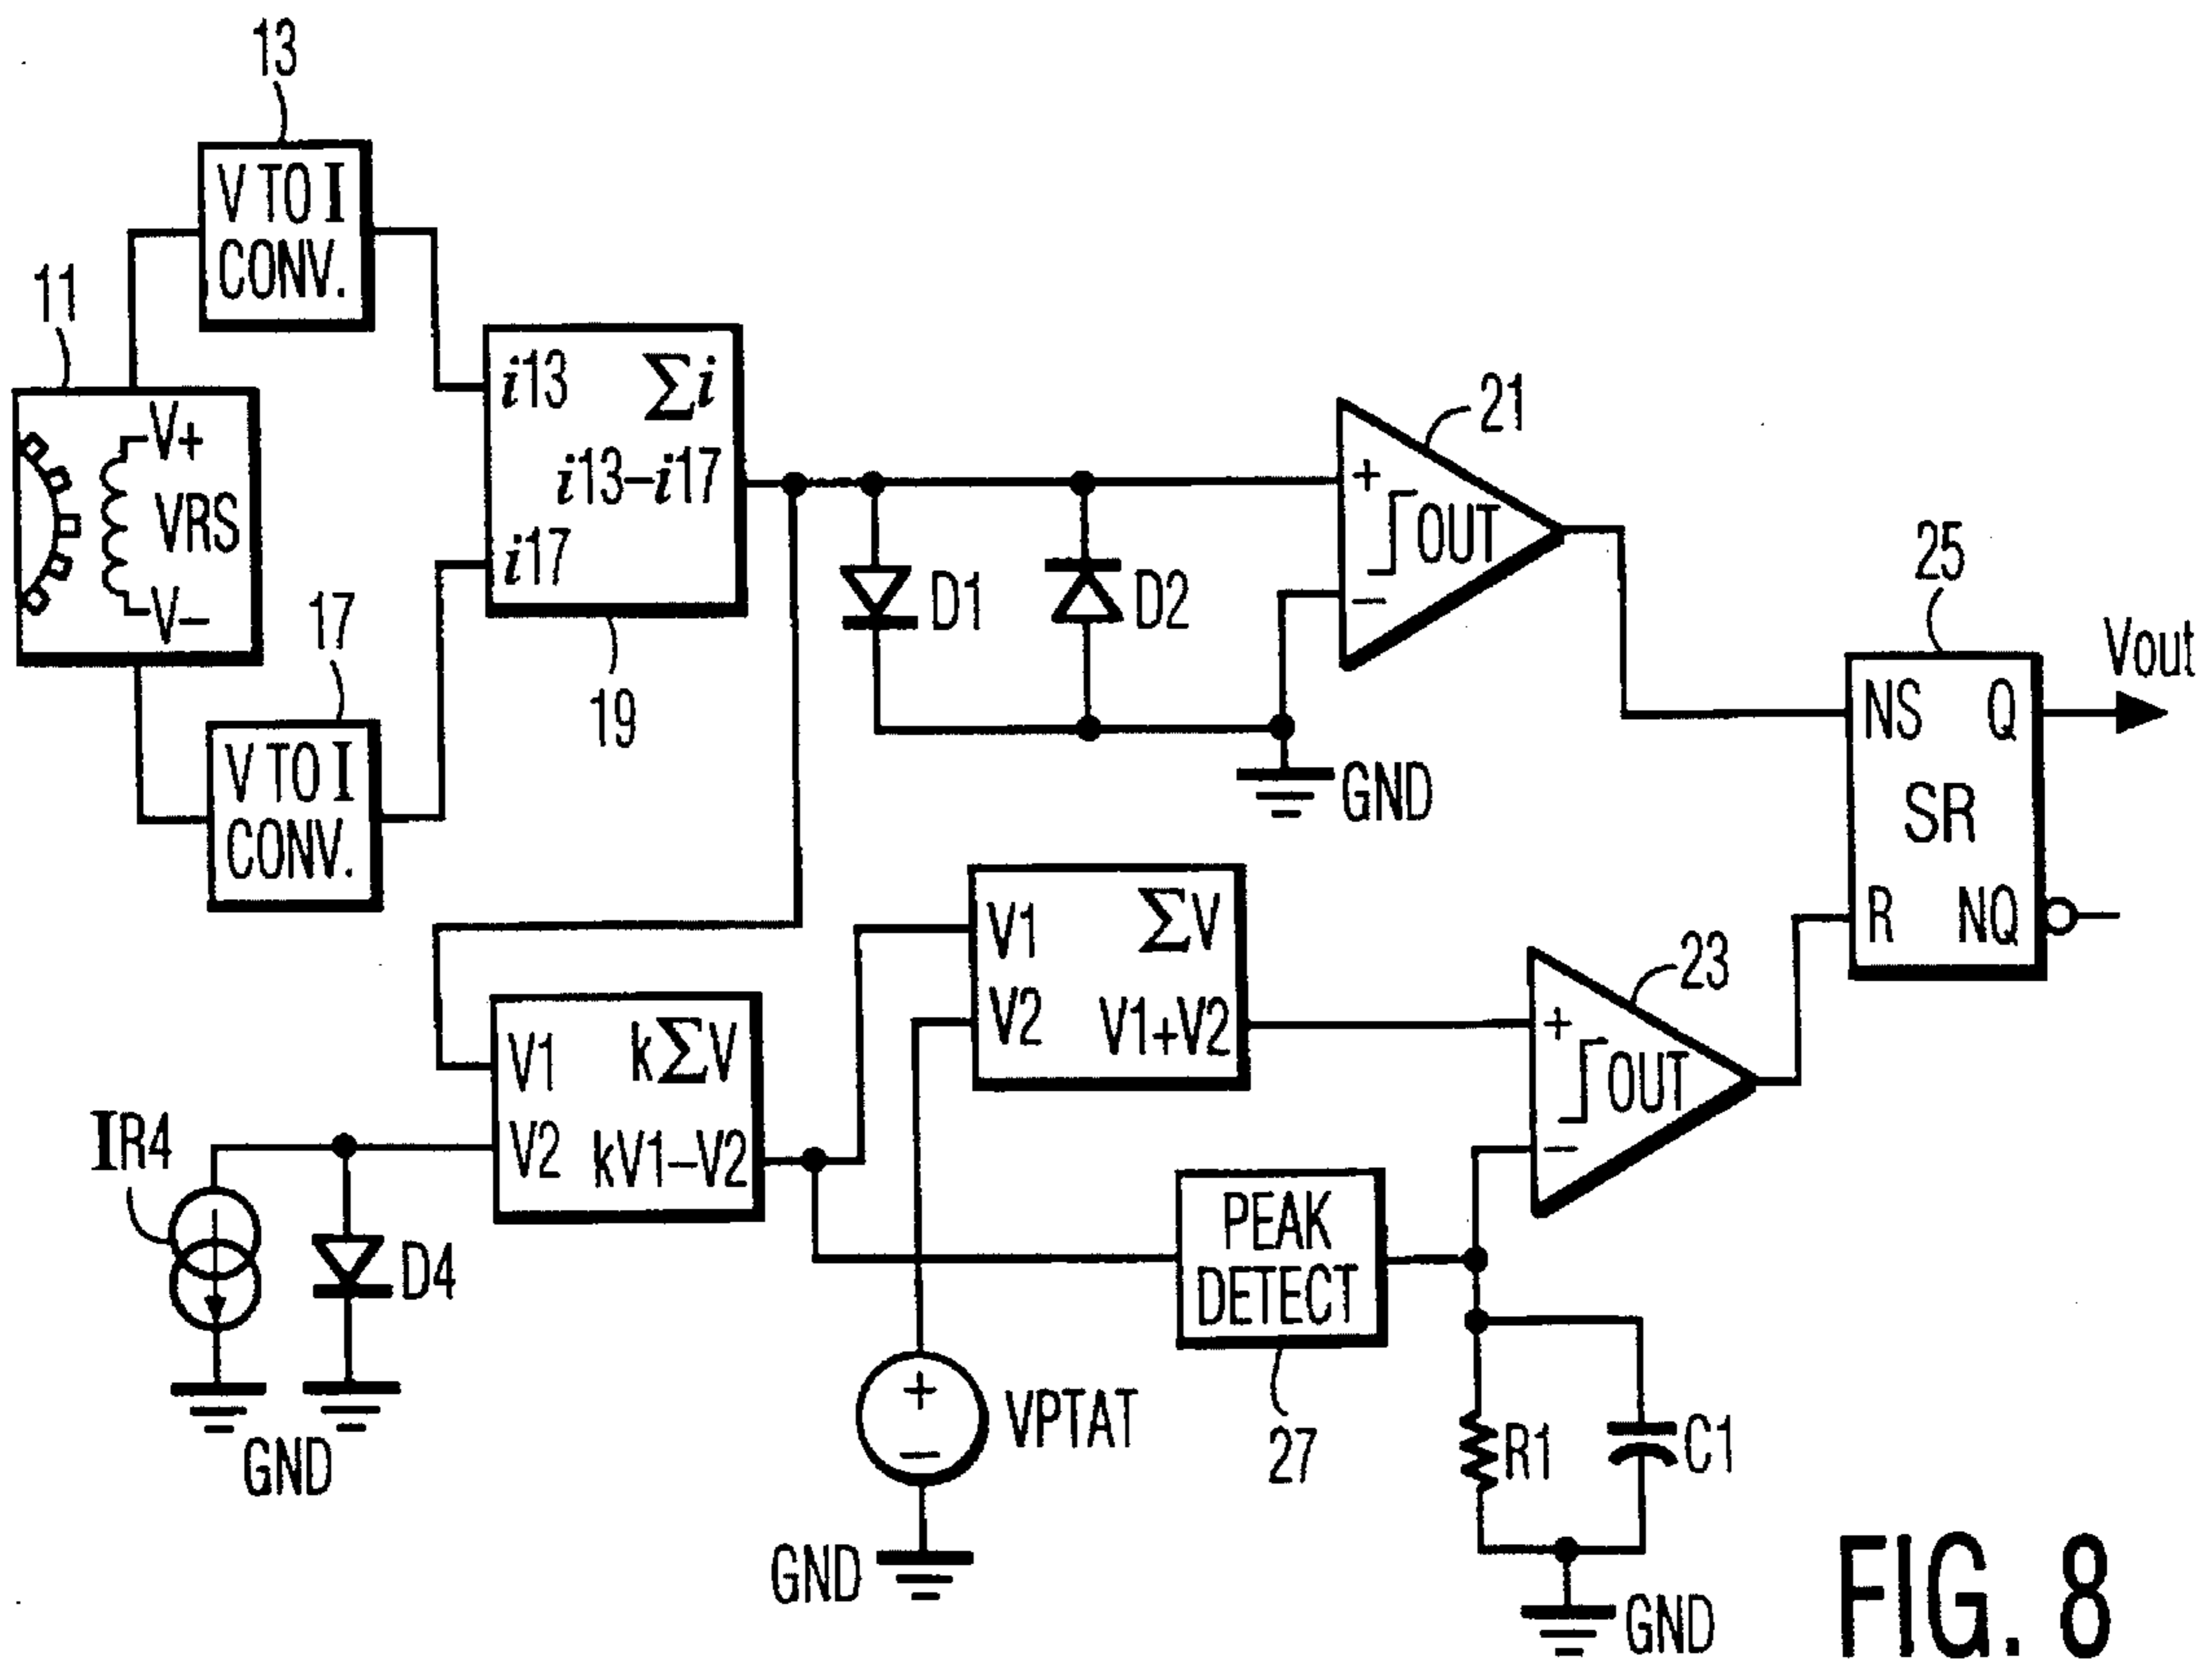 13
V TO I
CONV.
11
V+
VRS
V−
17
V TO I
CONV.
i13 Σi
i13−i17
i17
19
D1
D2
21
+
OUT
−
GND
25
Vout
NS Q
SR
R NQ
V1 ΣV
V2 V1+V2
23
+
OUT
−
V1 kΣV
V2 kV1−V2
IR4
D4
GND
PEAK
DETECT
27
+
−
VPTAT
GND
R1
C1
GND
FIG. 8